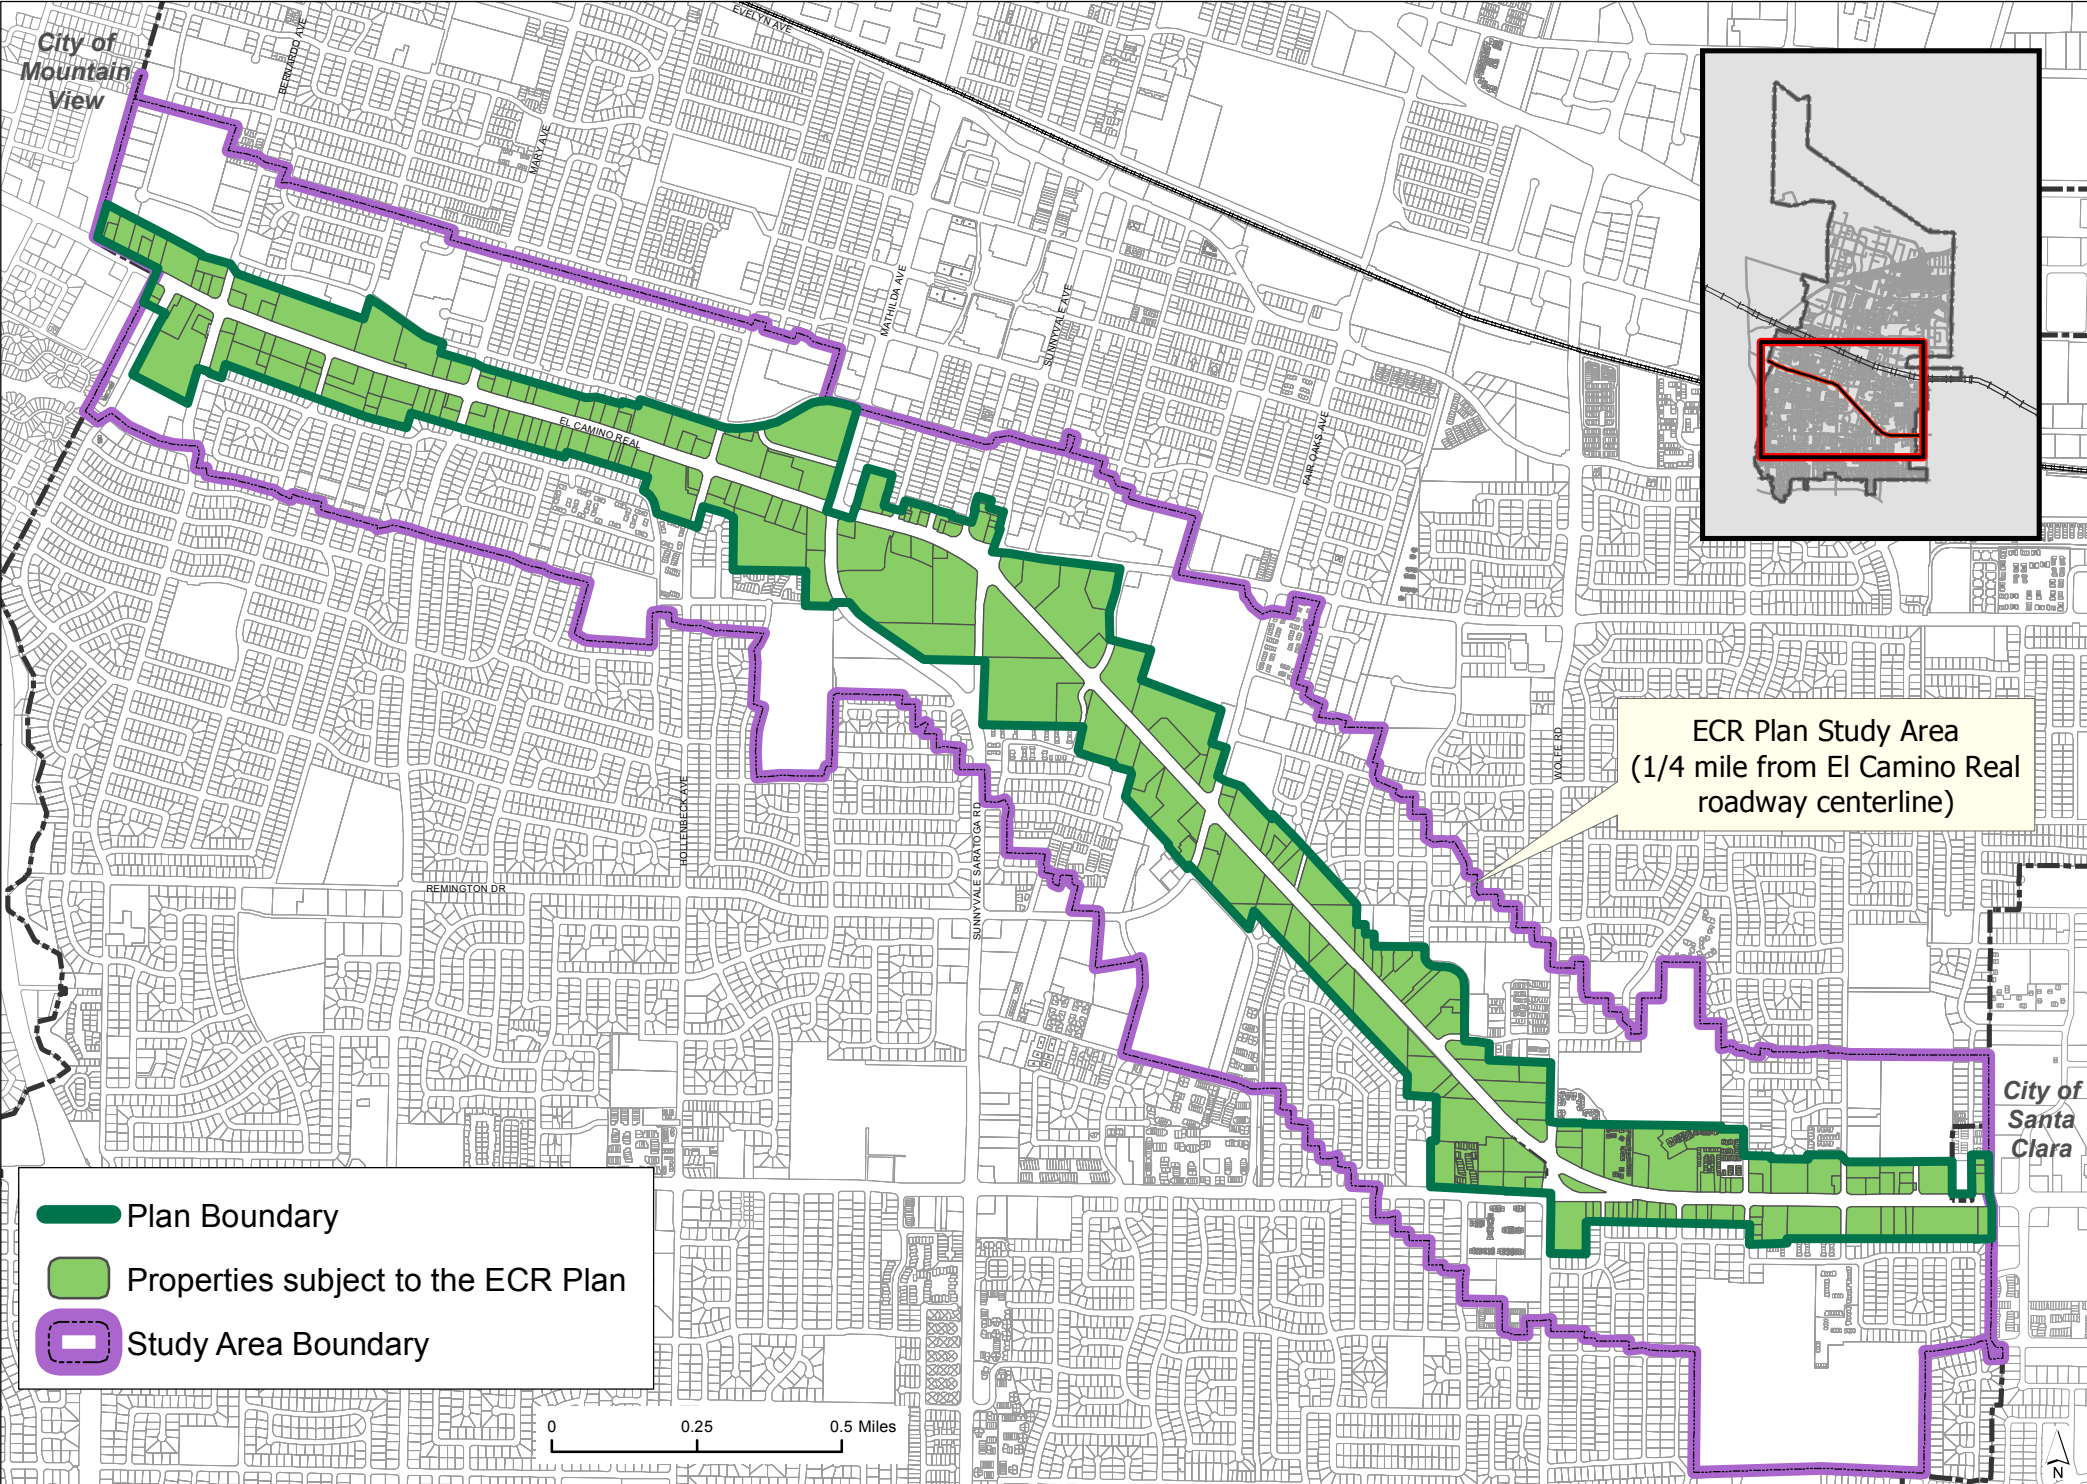 City of
Mountain
View
BERNARDO AVE
EVELYN AVE
MARY AVE
MATHILDA AVE
SUNNYVALE AVE
FAIR OAKS AVE
EL CAMINO REAL
WOLFE RD
ECR Plan Study Area
(1/4 mile from El Camino Real
roadway centerline)
HOLLENBECK AVE
SUNNYVALE SARATOGA RD
REMINGTON DR
City of
Santa
Clara
Plan Boundary
Properties subject to the ECR Plan
Study Area Boundary
0 0.25 0.5 Miles
N